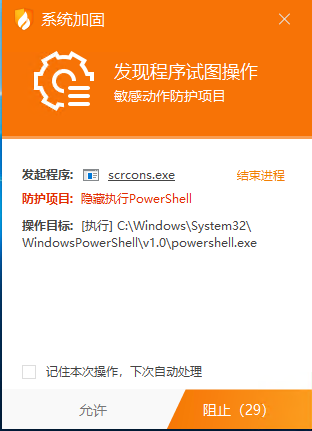 系统加固
发现程序试图操作
敏感动作防护项目
发起程序: scrcons.exe 结束进程
防护项目: 隐藏执行PowerShell
操作目标: [执行] C:\Windows\System32\
WindowsPowerShell\v1.0\powershell.exe
记住本次操作，下次自动处理
允许 阻止（29）